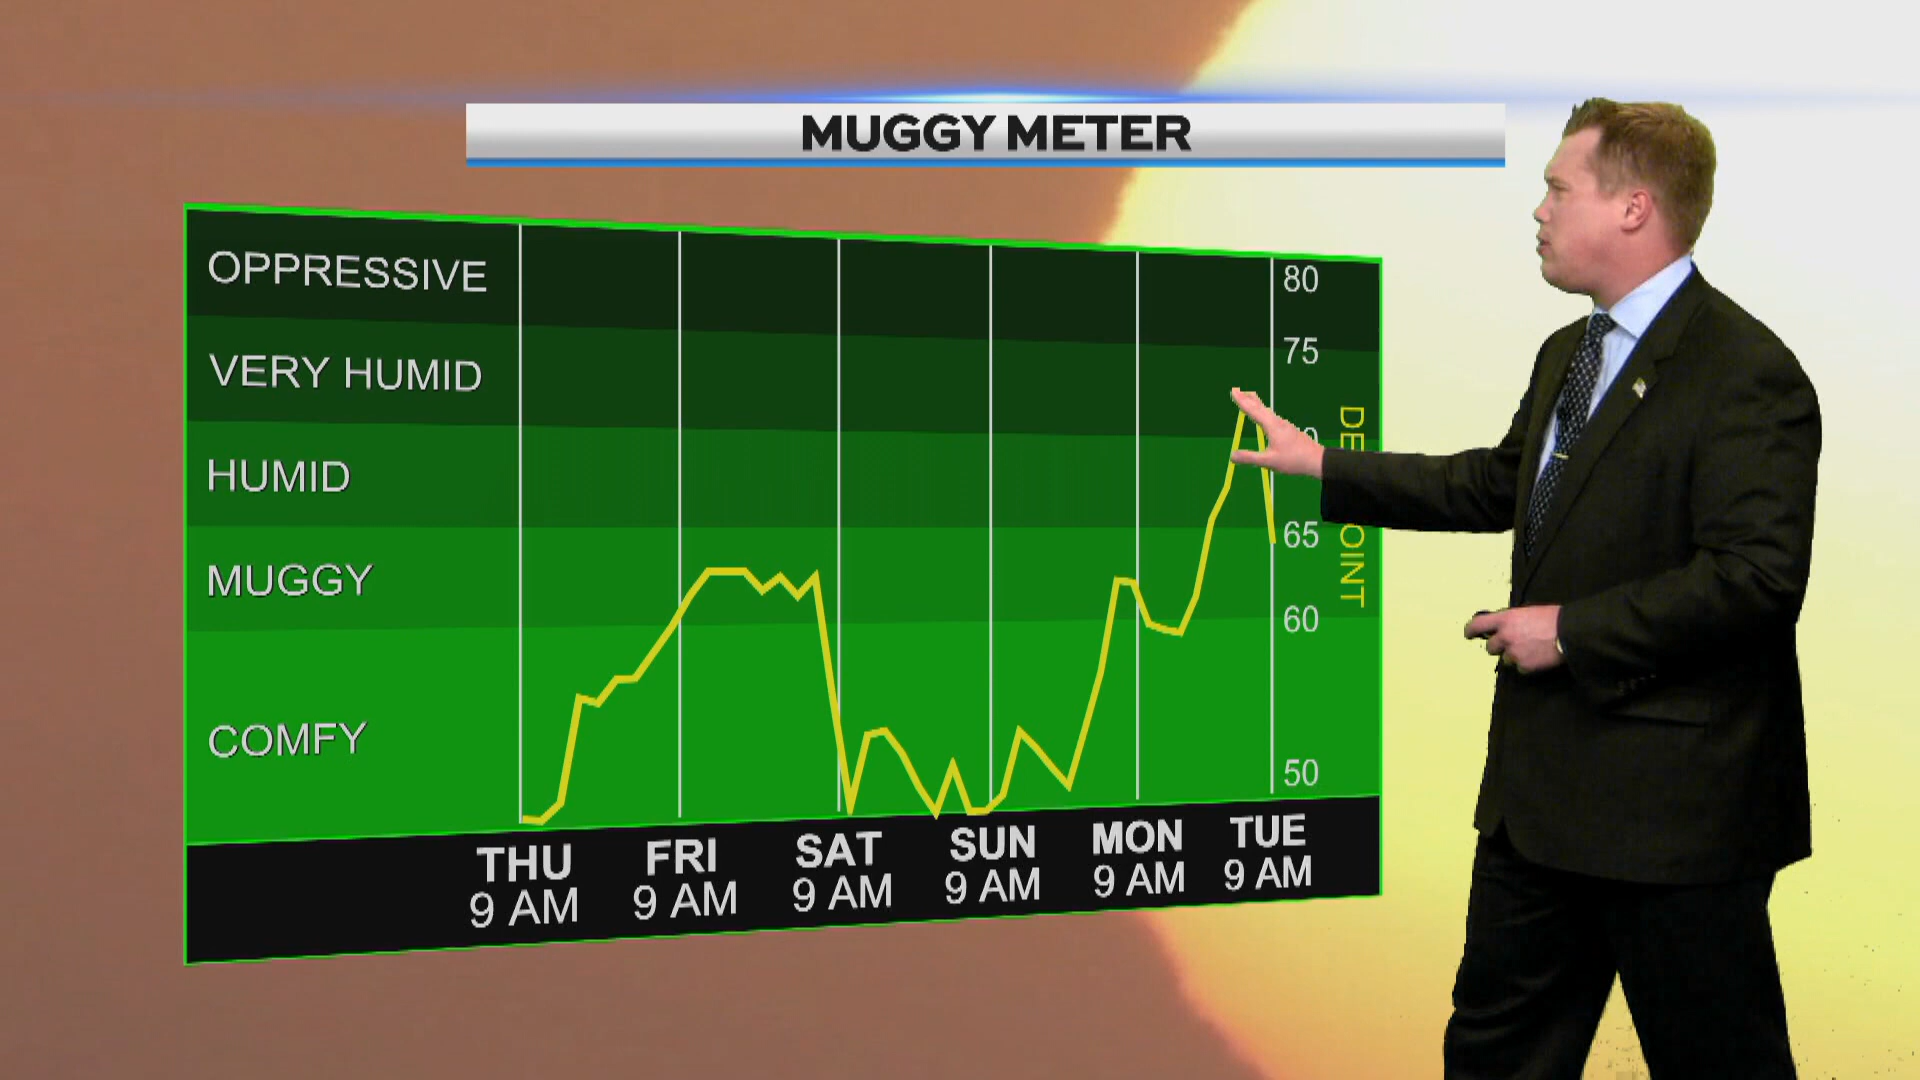 MUGGY METER
OPPRESSIVE
VERY HUMID
HUMID
MUGGY
COMFY
80
75
65
60
50
THU
9 AM
FRI
9 AM
SAT
9 AM
SUN
9 AM
MON
9 AM
TUE
9 AM